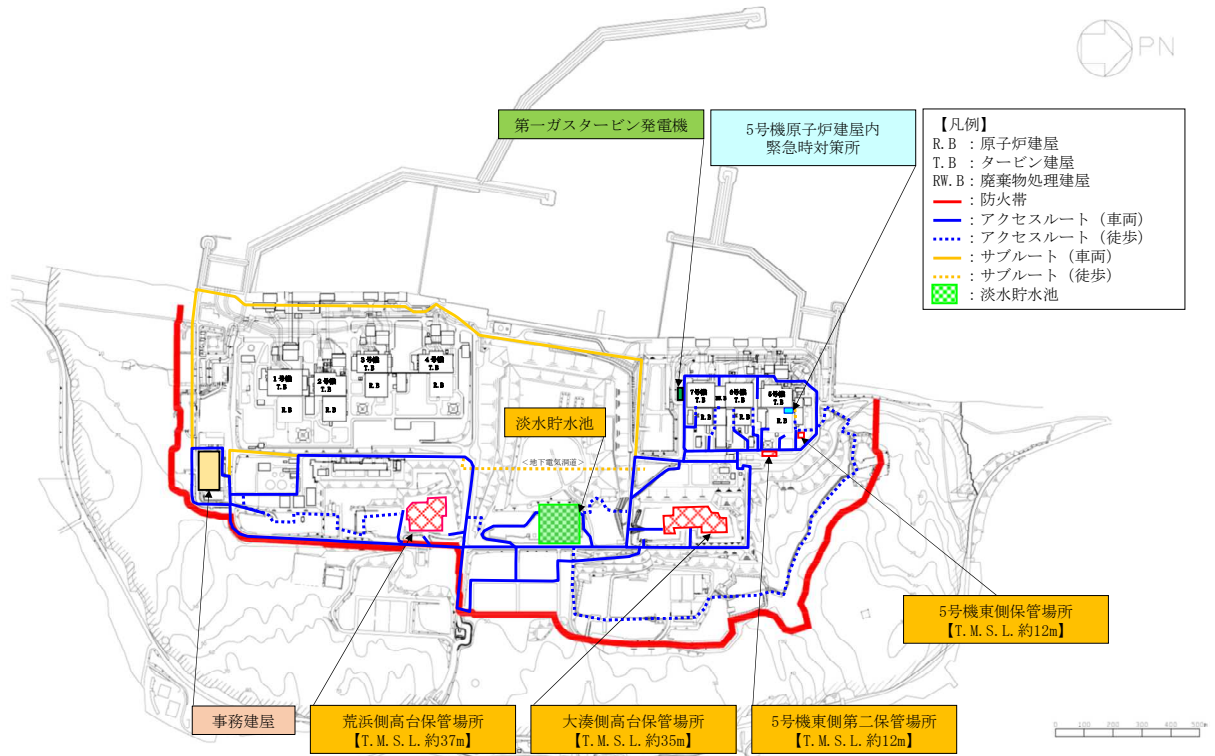 PN
第一ガスタービン発電機
5号機原子炉建屋内
緊急時対策所
【凡例】
R.B : 原子炉建屋
T.B : タービン建屋
RW.B : 廃棄物処理建屋
: 防火帯
: アクセスルート（車両）
: アクセスルート（徒歩）
: サブルート（車両）
: サブルート（徒歩）
: 淡水貯水池
1号機
T.B
R.B
2号機
T.B
R.B
3号機
T.B
R.B
4号機
T.B
R.B
7号機
T.B
R.B
6号機
T.B
R.B
5号機
T.B
R.B
淡水貯水池
＜地下電気洞道＞
5号機東側保管場所
【T.M.S.L.約12m】
事務建屋
荒浜側高台保管場所
【T.M.S.L.約37m】
大湊側高台保管場所
【T.M.S.L.約35m】
5号機東側第二保管場所
【T.M.S.L.約12m】
0 100 200 300 400 500m